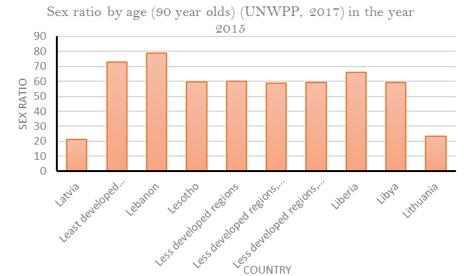 Sex ratio by age (90 year olds) (UNWPP, 2017) in the year
2015
90
80
70
60
50
40
30
20
10
0
SEX RATIO
Latvia
Least developed...
Lebanon
Lesotho
Less developed regions
Less developed regions,...
Less developed regions,...
Liberia
Libya
Lithuania
COUNTRY